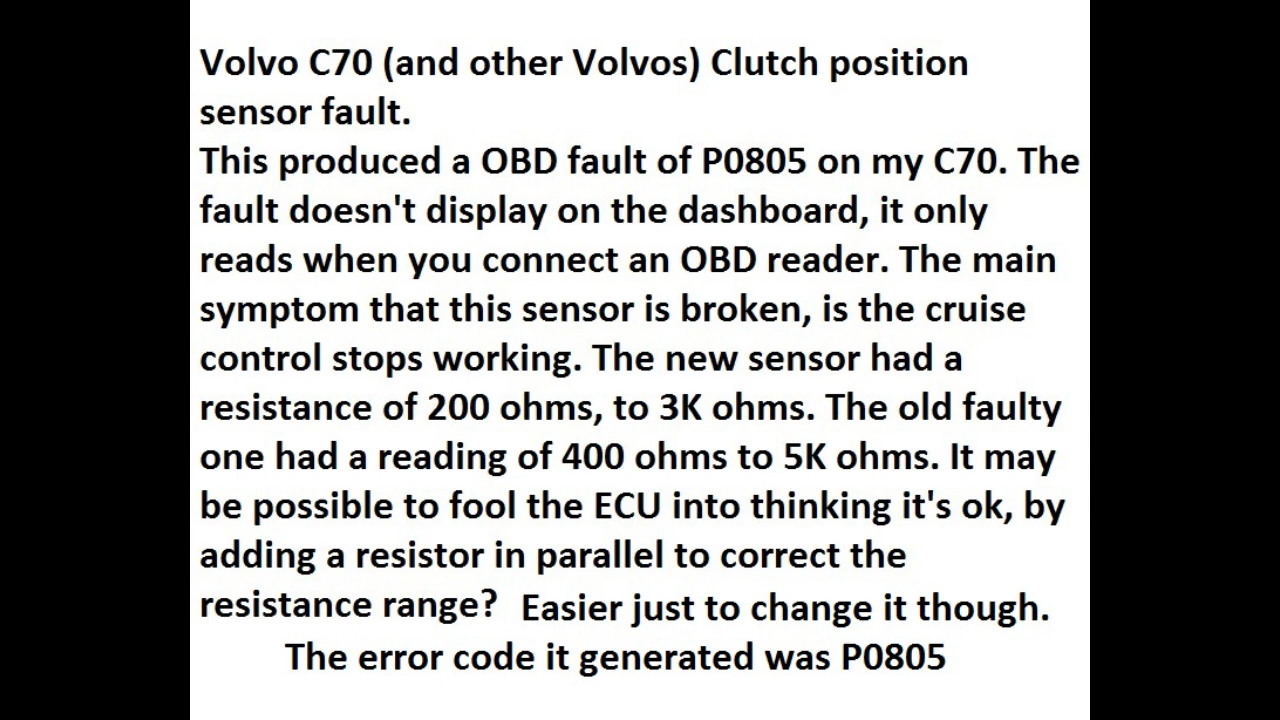 Volvo C70 (and other Volvos) Clutch position
sensor fault.
This produced a OBD fault of P0805 on my C70. The
fault doesn't display on the dashboard, it only
reads when you connect an OBD reader. The main
symptom that this sensor is broken, is the cruise
control stops working. The new sensor had a
resistance of 200 ohms, to 3K ohms. The old faulty
one had a reading of 400 ohms to 5K ohms. It may
be possible to fool the ECU into thinking it's ok, by
adding a resistor in parallel to correct the
resistance range? Easier just to change it though.
The error code it generated was P0805